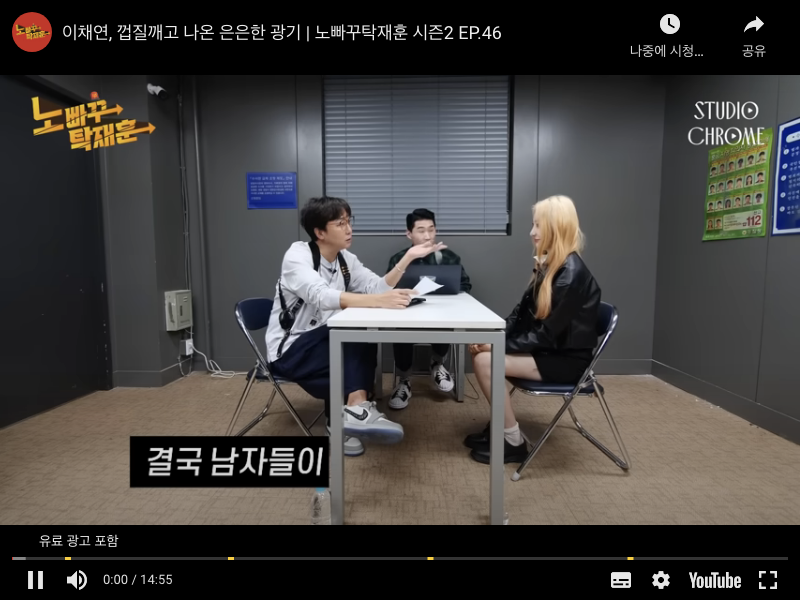 이채연, 껍질깨고 나온 은은한 광기 | 노빠꾸탁재훈 시즌2 EP.46
나중에 시청...
공유
노빠꾸
탁재훈
STUDIO
CHROME
112
결국 남자들이
유료 광고 포함
0:00 / 14:55
YouTube